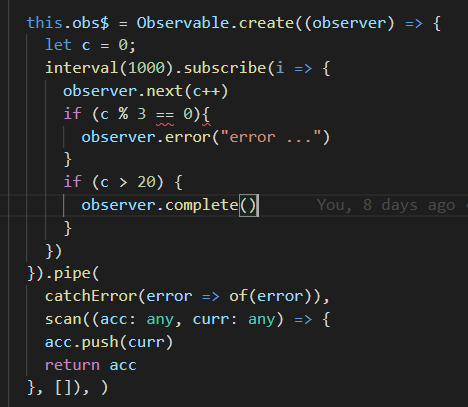 this.obs$ = Observable.create((observer) => {
let c = 0;
interval(1000).subscribe(i => {
observer.next(c++)
if (c % 3 == 0){
observer.error("error ...")
}
if (c > 20) {
observer.complete() You, 8 days ago
}
})
}).pipe(
catchError(error => of(error)),
scan((acc: any, curr: any) => {
acc.push(curr)
return acc
}, []), )